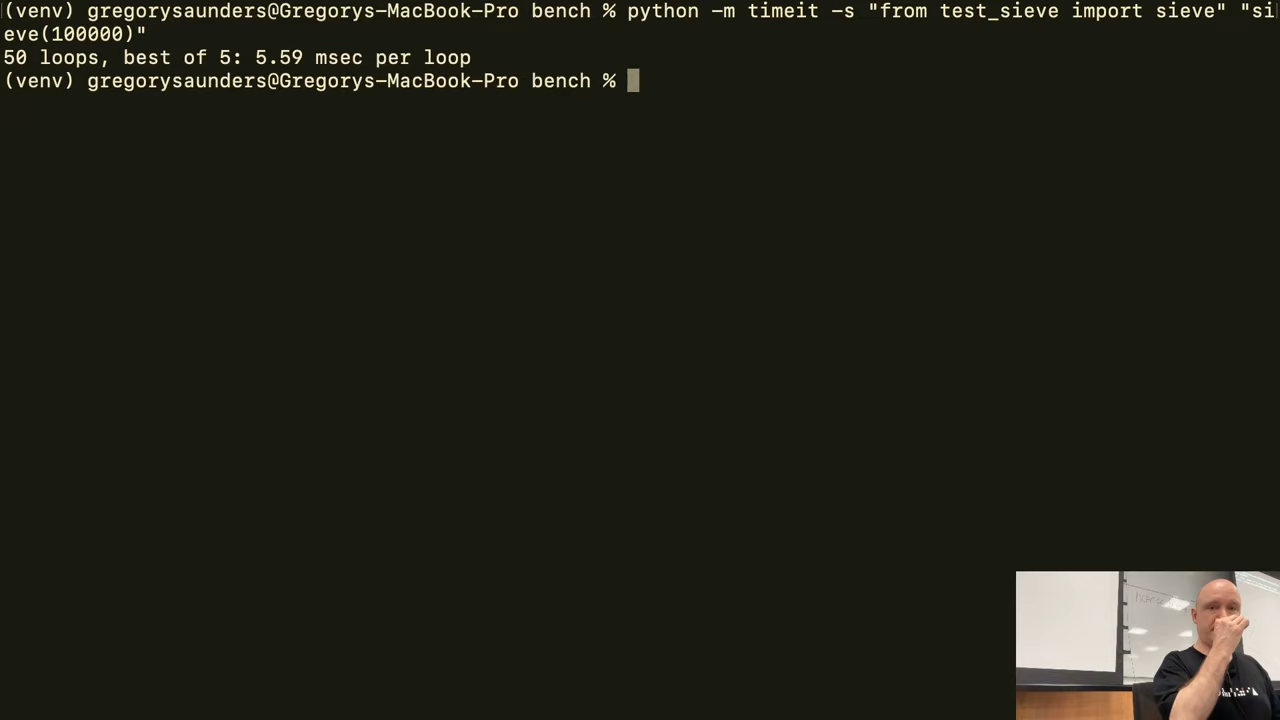 (venv) gregorysaunders@Gregorys-MacBook-Pro bench % python -m timeit -s "from test_sieve import sieve" "si
eve(100000)"
50 loops, best of 5: 5.59 msec per loop
(venv) gregorysaunders@Gregorys-MacBook-Pro bench %